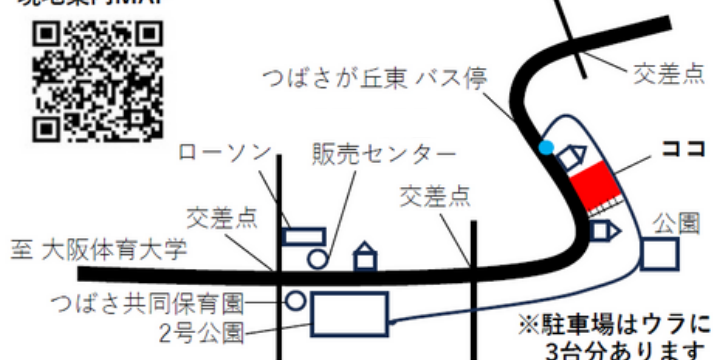 現地案内MAP
つばさが丘東 バス停
交差点
ローソン
販売センター
ココ
交差点
交差点
公園
至 大阪体育大学
つばさ共同保育園
2号公園
※駐車場はウラに
3台分あります